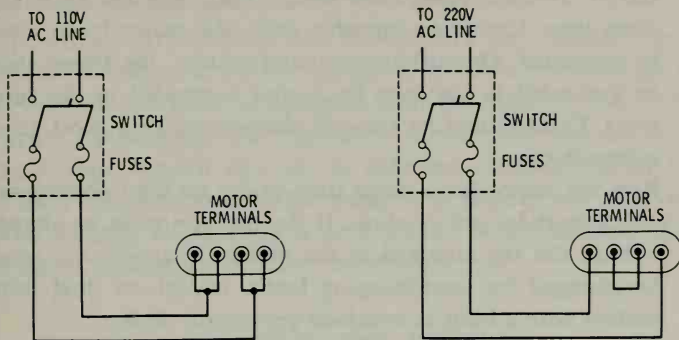 TO 110V
AC LINE
SWITCH
FUSES
MOTOR
TERMINALS
TO 220V
AC LINE
SWITCH
FUSES
MOTOR
TERMINALS